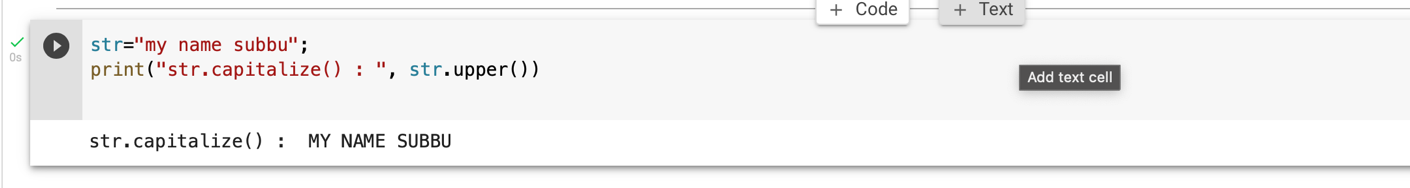 + Code + Text
0s
str="my name subbu";
print("str.capitalize() : ", str.upper())
Add text cell
str.capitalize() :  MY NAME SUBBU